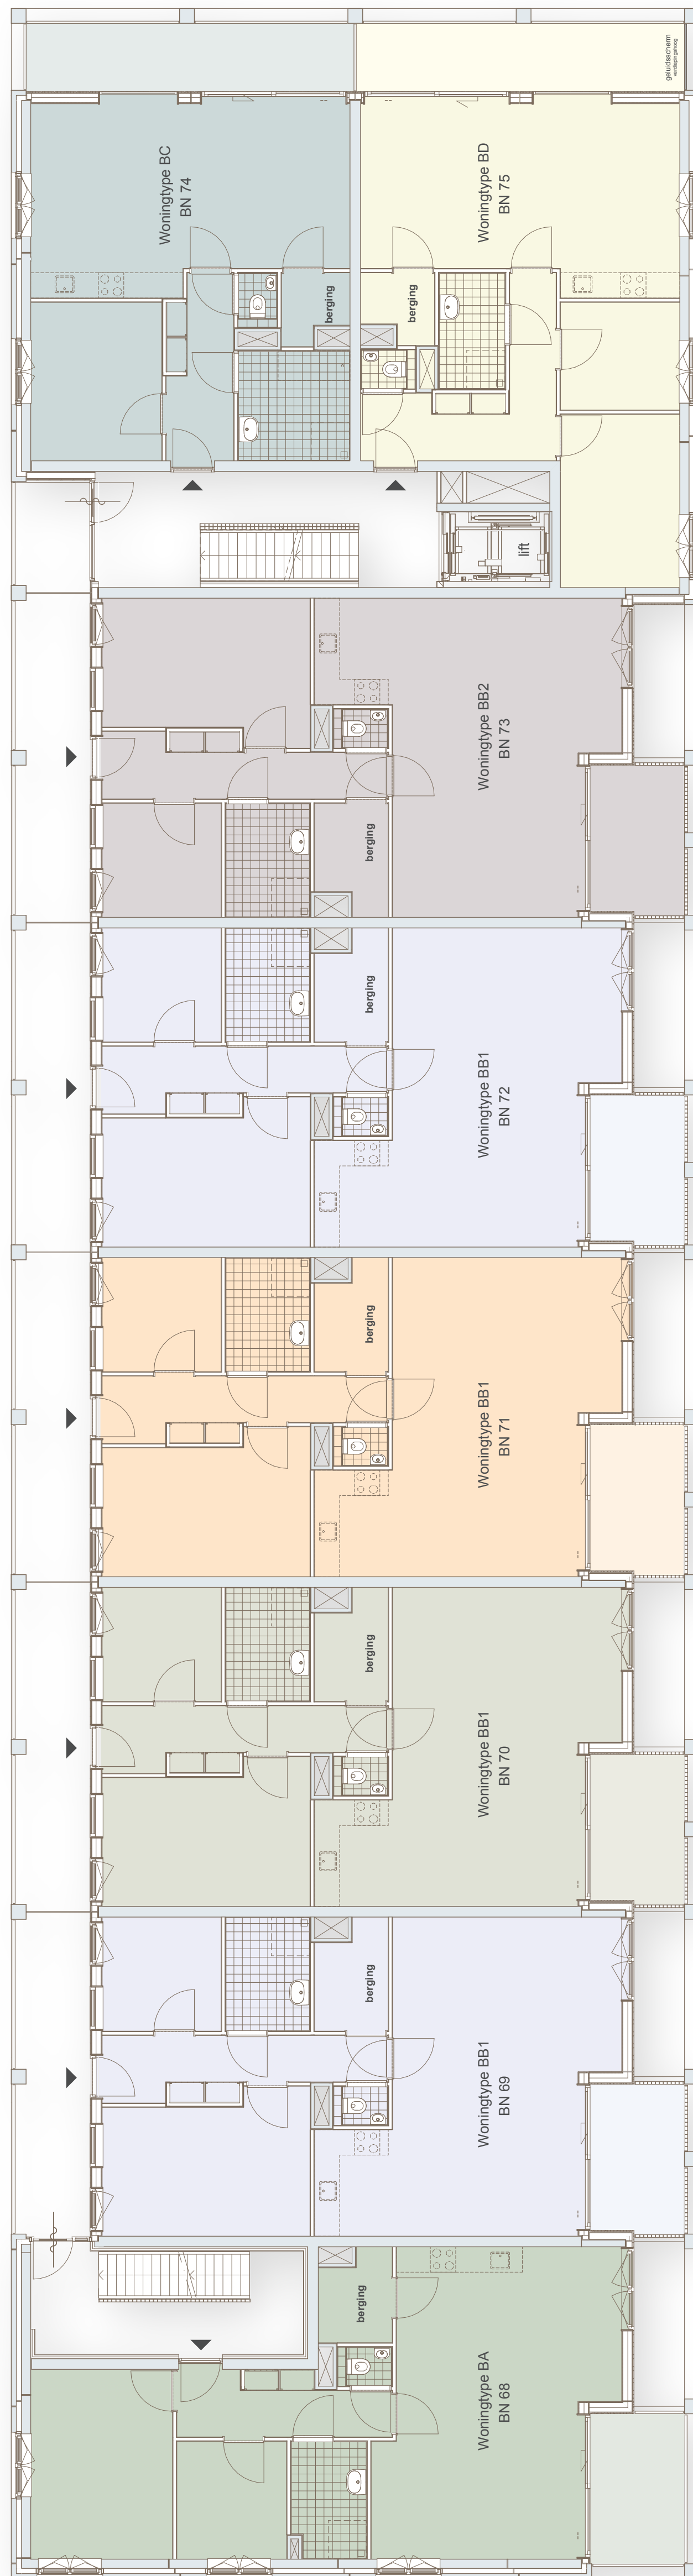 geluidsscherm
verdiepingshoog
Woningtype BC
BN 74
Woningtype BD
BN 75
berging
berging
lift
Woningtype BB2
BN 73
berging
berging
Woningtype BB1
BN 72
berging
Woningtype BB1
BN 71
berging
Woningtype BB1
BN 70
berging
Woningtype BB1
BN 69
berging
Woningtype BA
BN 68